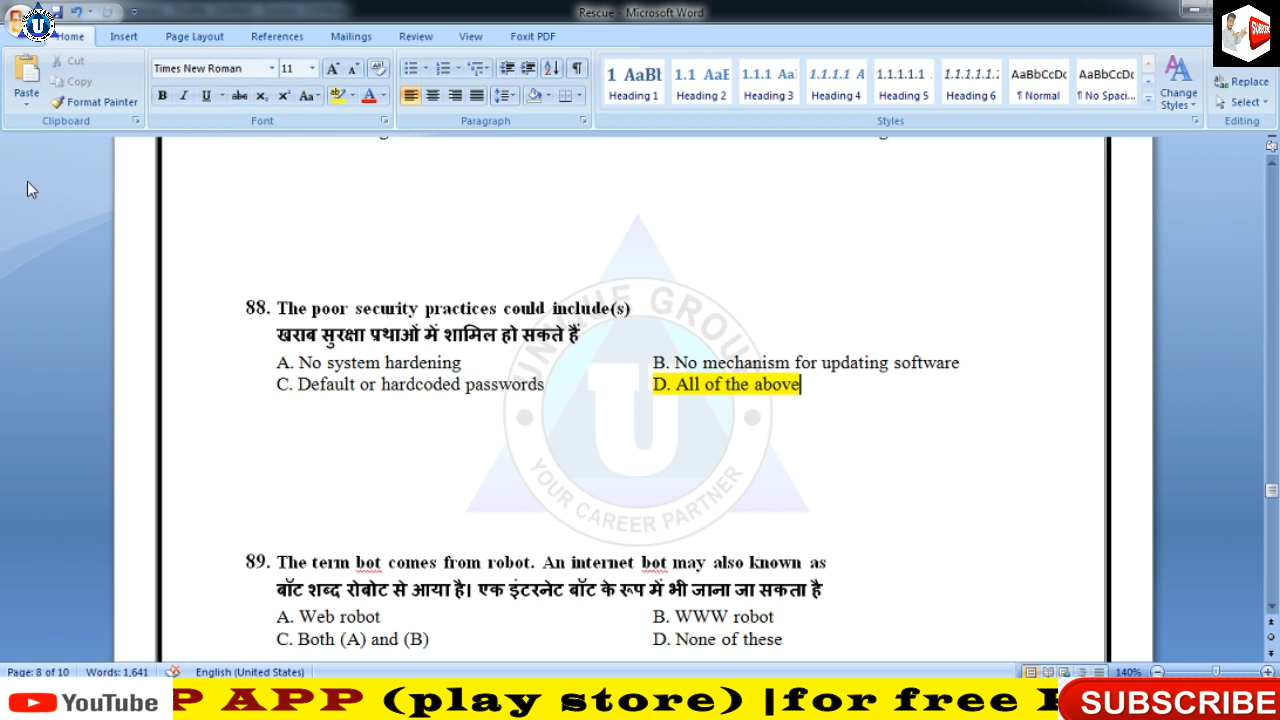 Rescue - Microsoft Word
Home Insert Page Layout References Mailings Review View Foxit PDF
Paste Cut Copy Format Painter
Times New Roman 11
1 AaBb 1.1 AaE 1.1.1 Aa 1.1.1.1 A 1.1.1.1.1 1.1.1.1.1. AaBbCcDc AaBbCcDc
Heading 1 Heading 2 Heading 3 Heading 4 Heading 5 Heading 6 ¶ Normal ¶ No Spaci...
Change Styles
Replace
Select
Clipboard Font Paragraph Styles Editing
UNIQUE GROUP
U
YOUR CAREER PARTNER
88. The poor security practices could include(s)
खराब सुरक्षा प्रथाओं में शामिल हो सकते हैं
A. No system hardening B. No mechanism for updating software
C. Default or hardcoded passwords D. All of the above
89. The term bot comes from robot. An internet bot may also known as
बॉट शब्द रोबोट से आया है। एक इंटरनेट बॉट के रूप में भी जाना जा सकता है
A. Web robot B. WWW robot
C. Both (A) and (B) D. None of these
Page: 8 of 10 Words: 1,641 English (United States) 140%
YouTube P APP (play store) |for free SUBSCRIBE